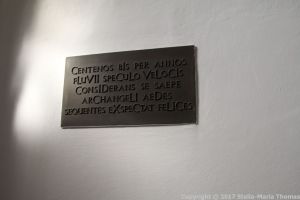 CENTENOS bIS PER ANNOS
fLUVII SPECULO VELOCIS
CONSIDERANS SE SAEPE
ARCHANGELI AEDES
SEQUENTES EXSPECTAT FELICES
Copyright © 2017 Stella-Maria Thomas